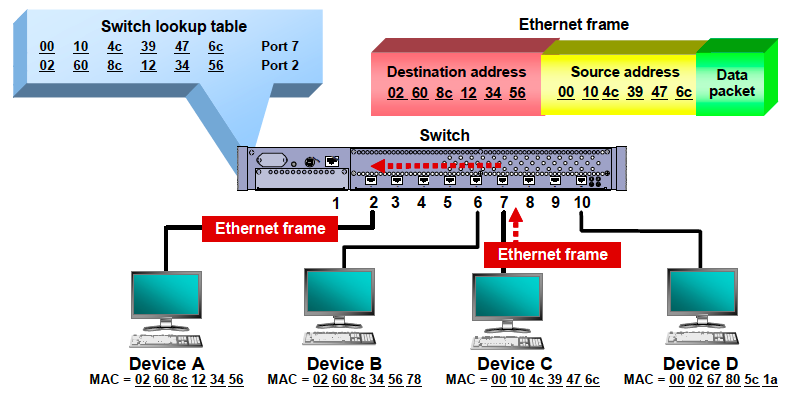 Switch lookup table
00 10 4c 39 47 6c Port 7
02 60 8c 12 34 56 Port 2
Ethernet frame
Destination address
02 60 8c 12 34 56
Source address
00 10 4c 39 47 6c
Data
packet
Switch
1 2 3 4 5 6 7 8 9 10
Ethernet frame
Ethernet frame
Device A
MAC = 02 60 8c 12 34 56
Device B
MAC = 02 60 8c 34 56 78
Device C
MAC = 00 10 4c 39 47 6c
Device D
MAC = 00 02 67 80 5c 1a